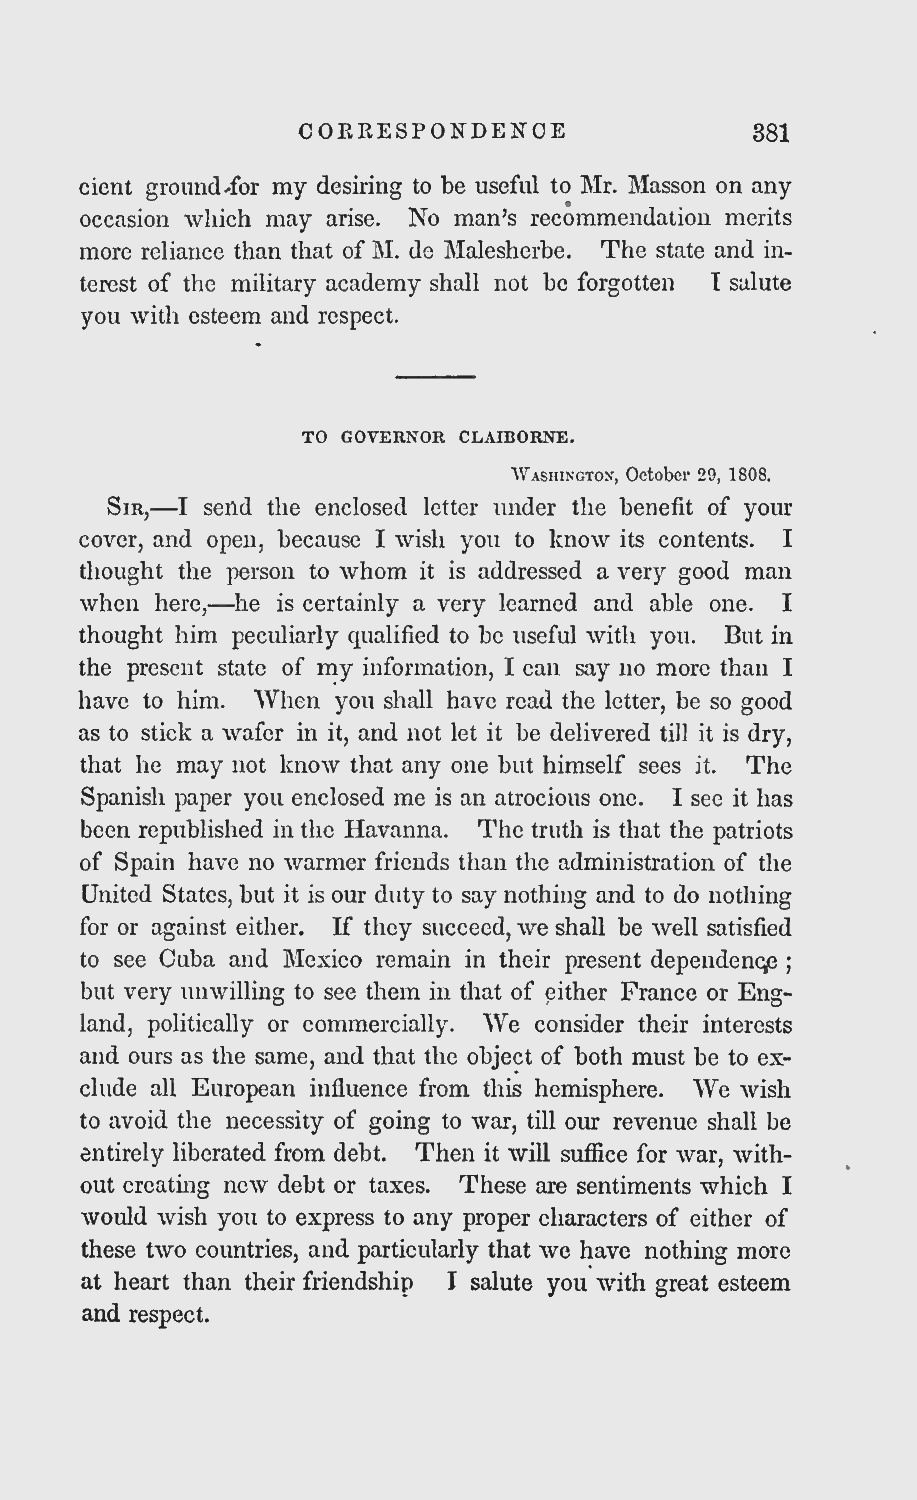 CORRESPONDENCE 381
cient ground for my desiring to be useful to Mr. Masson on any
occasion which may arise. No man's recommendation merits
more reliance than that of M. de Malesherbe. The state and in-
terest of the military academy shall not be forgotten I salute
you with esteem and respect.
TO GOVERNOR CLAIBORNE.
WASHINGTON, October 29, 1808.
SIR,—I send the enclosed letter under the benefit of your
cover, and open, because I wish you to know its contents. I
thought the person to whom it is addressed a very good man
when here,—he is certainly a very learned and able one. I
thought him peculiarly qualified to be useful with you. But in
the present state of my information, I can say no more than I
have to him. When you shall have read the letter, be so good
as to stick a wafer in it, and not let it be delivered till it is dry,
that he may not know that any one but himself sees it. The
Spanish paper you enclosed me is an atrocious one. I see it has
been republished in the Havanna. The truth is that the patriots
of Spain have no warmer friends than the administration of the
United States, but it is our duty to say nothing and to do nothing
for or against either. If they succeed, we shall be well satisfied
to see Cuba and Mexico remain in their present dependence;
but very unwilling to see them in that of either France or Eng-
land, politically or commercially. We consider their interests
and ours as the same, and that the object of both must be to ex-
clude all European influence from this hemisphere. We wish
to avoid the necessity of going to war, till our revenue shall be
entirely liberated from debt. Then it will suffice for war, with-
out creating new debt or taxes. These are sentiments which I
would wish you to express to any proper characters of either of
these two countries, and particularly that we have nothing more
at heart than their friendship I salute you with great esteem
and respect.